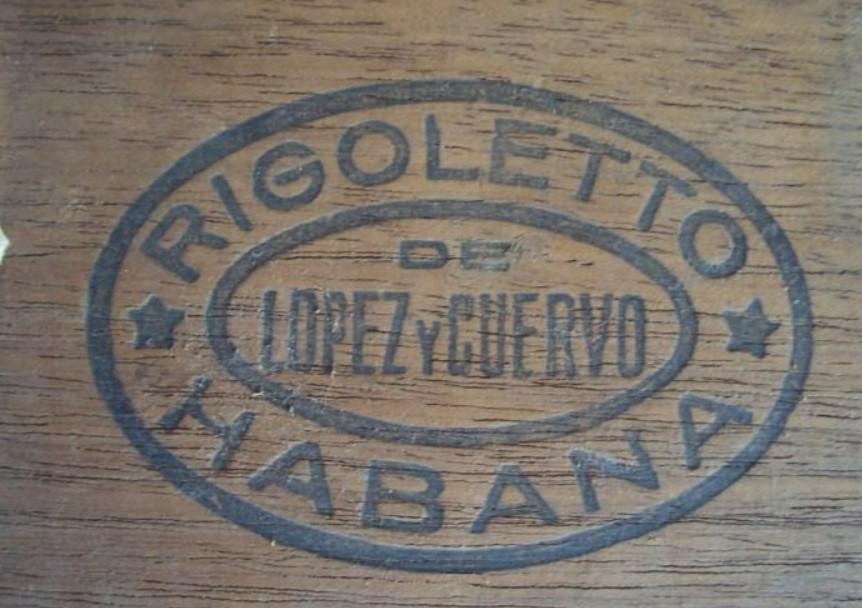 RIGOLETTO
DE
LOPEZ Y CUERVO
HABANA